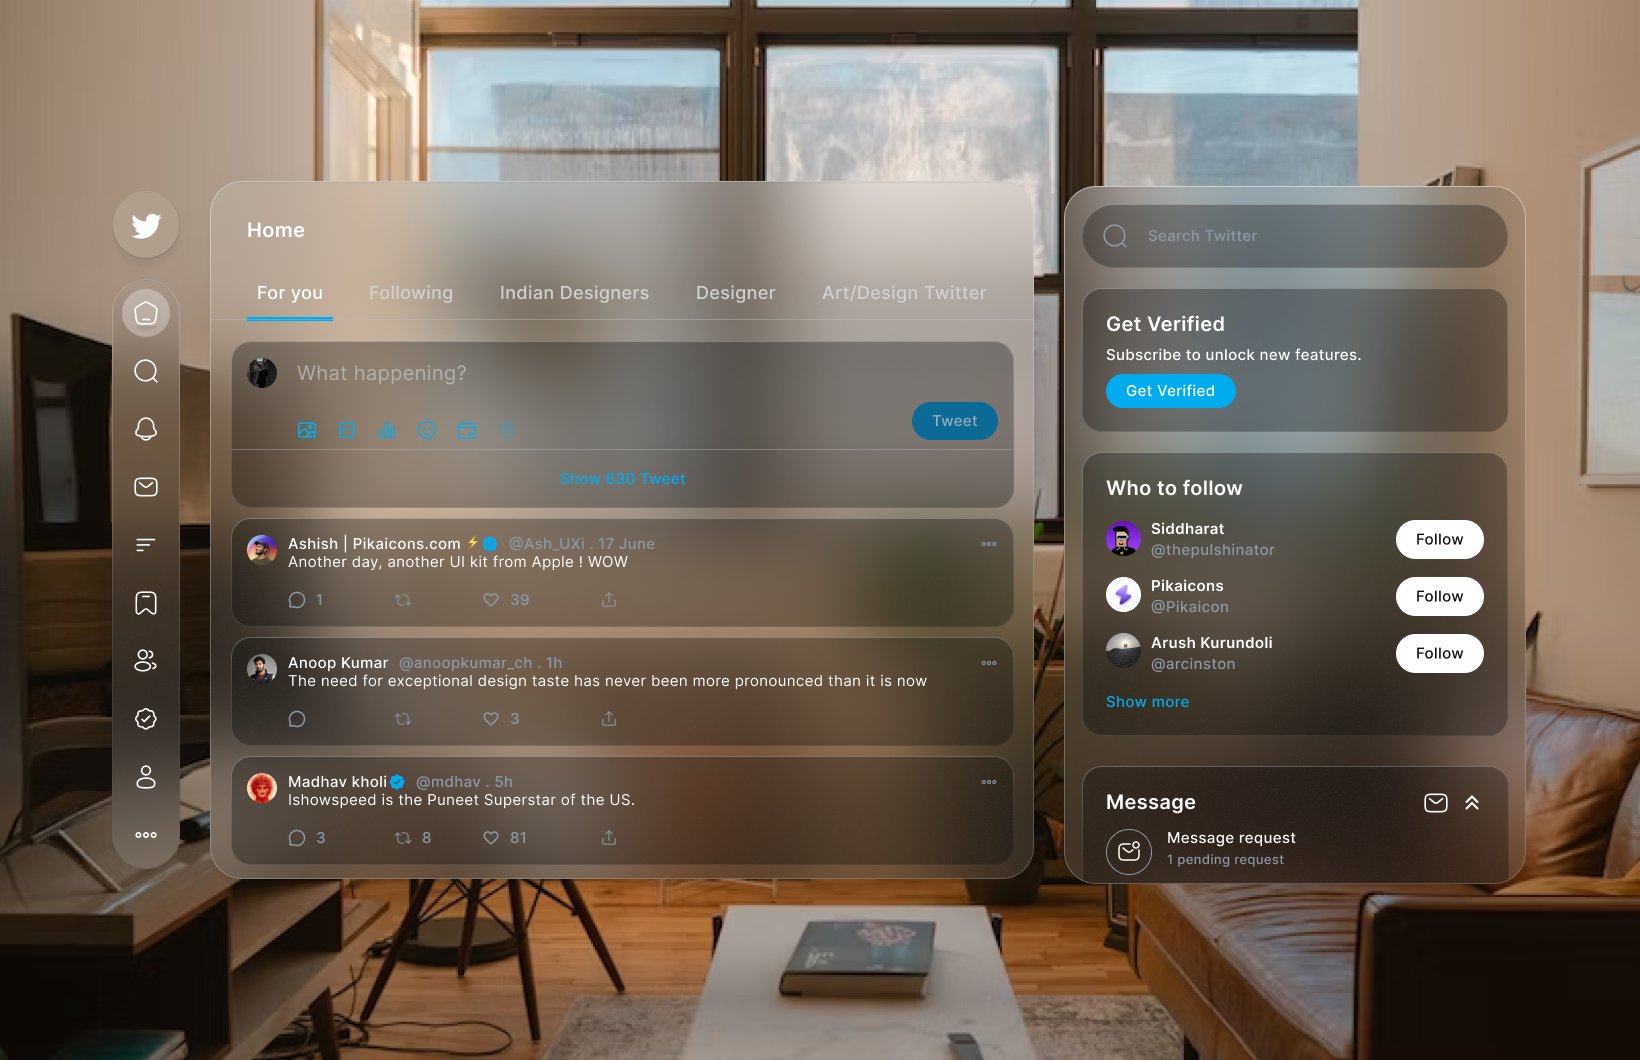 Home
For you
Following
Indian Designers
Designer
Art/Design Twitter
What happening?
Tweet
Show 630 Tweet
Ashish | Pikaicons.com ⚡ @Ash_UXi . 17 June
Another day, another UI kit from Apple ! WOW
1
39
Anoop Kumar @anoopkumar_ch . 1h
The need for exceptional design taste has never been more pronounced than it is now
3
Madhav kholi @mdhav . 5h
Ishowspeed is the Puneet Superstar of the US.
3
8
81
Search Twitter
Get Verified
Subscribe to unlock new features.
Get Verified
Who to follow
Siddharat
@thepulshinator
Follow
Pikaicons
@Pikaicon
Follow
Arush Kurundoli
@arcinston
Follow
Show more
Message
Message request
1 pending request